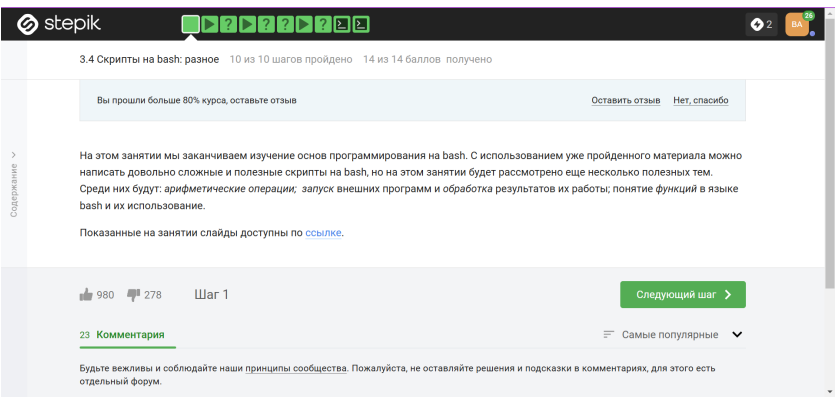 stepik
2
26
BA
3.4 Скрипты на bash: разное 10 из 10 шагов пройдено 14 из 14 баллов получено
Вы прошли больше 80% курса, оставьте отзыв
Оставить отзыв Нет, спасибо
Содержание
На этом занятии мы заканчиваем изучение основ программирования на bash. С использованием уже пройденного материала можно
написать довольно сложные и полезные скрипты на bash, но на этом занятии будет рассмотрено еще несколько полезных тем.
Среди них будут: арифметические операции; запуск внешних программ и обработка результатов их работы; понятие функций в языке
bash и их использование.
Показанные на занятии слайды доступны по ссылке.
980 278 Шаг 1
Следующий шаг
23 Комментария
Самые популярные
Будьте вежливы и соблюдайте наши принципы сообщества. Пожалуйста, не оставляйте решения и подсказки в комментариях, для этого есть
отдельный форум.